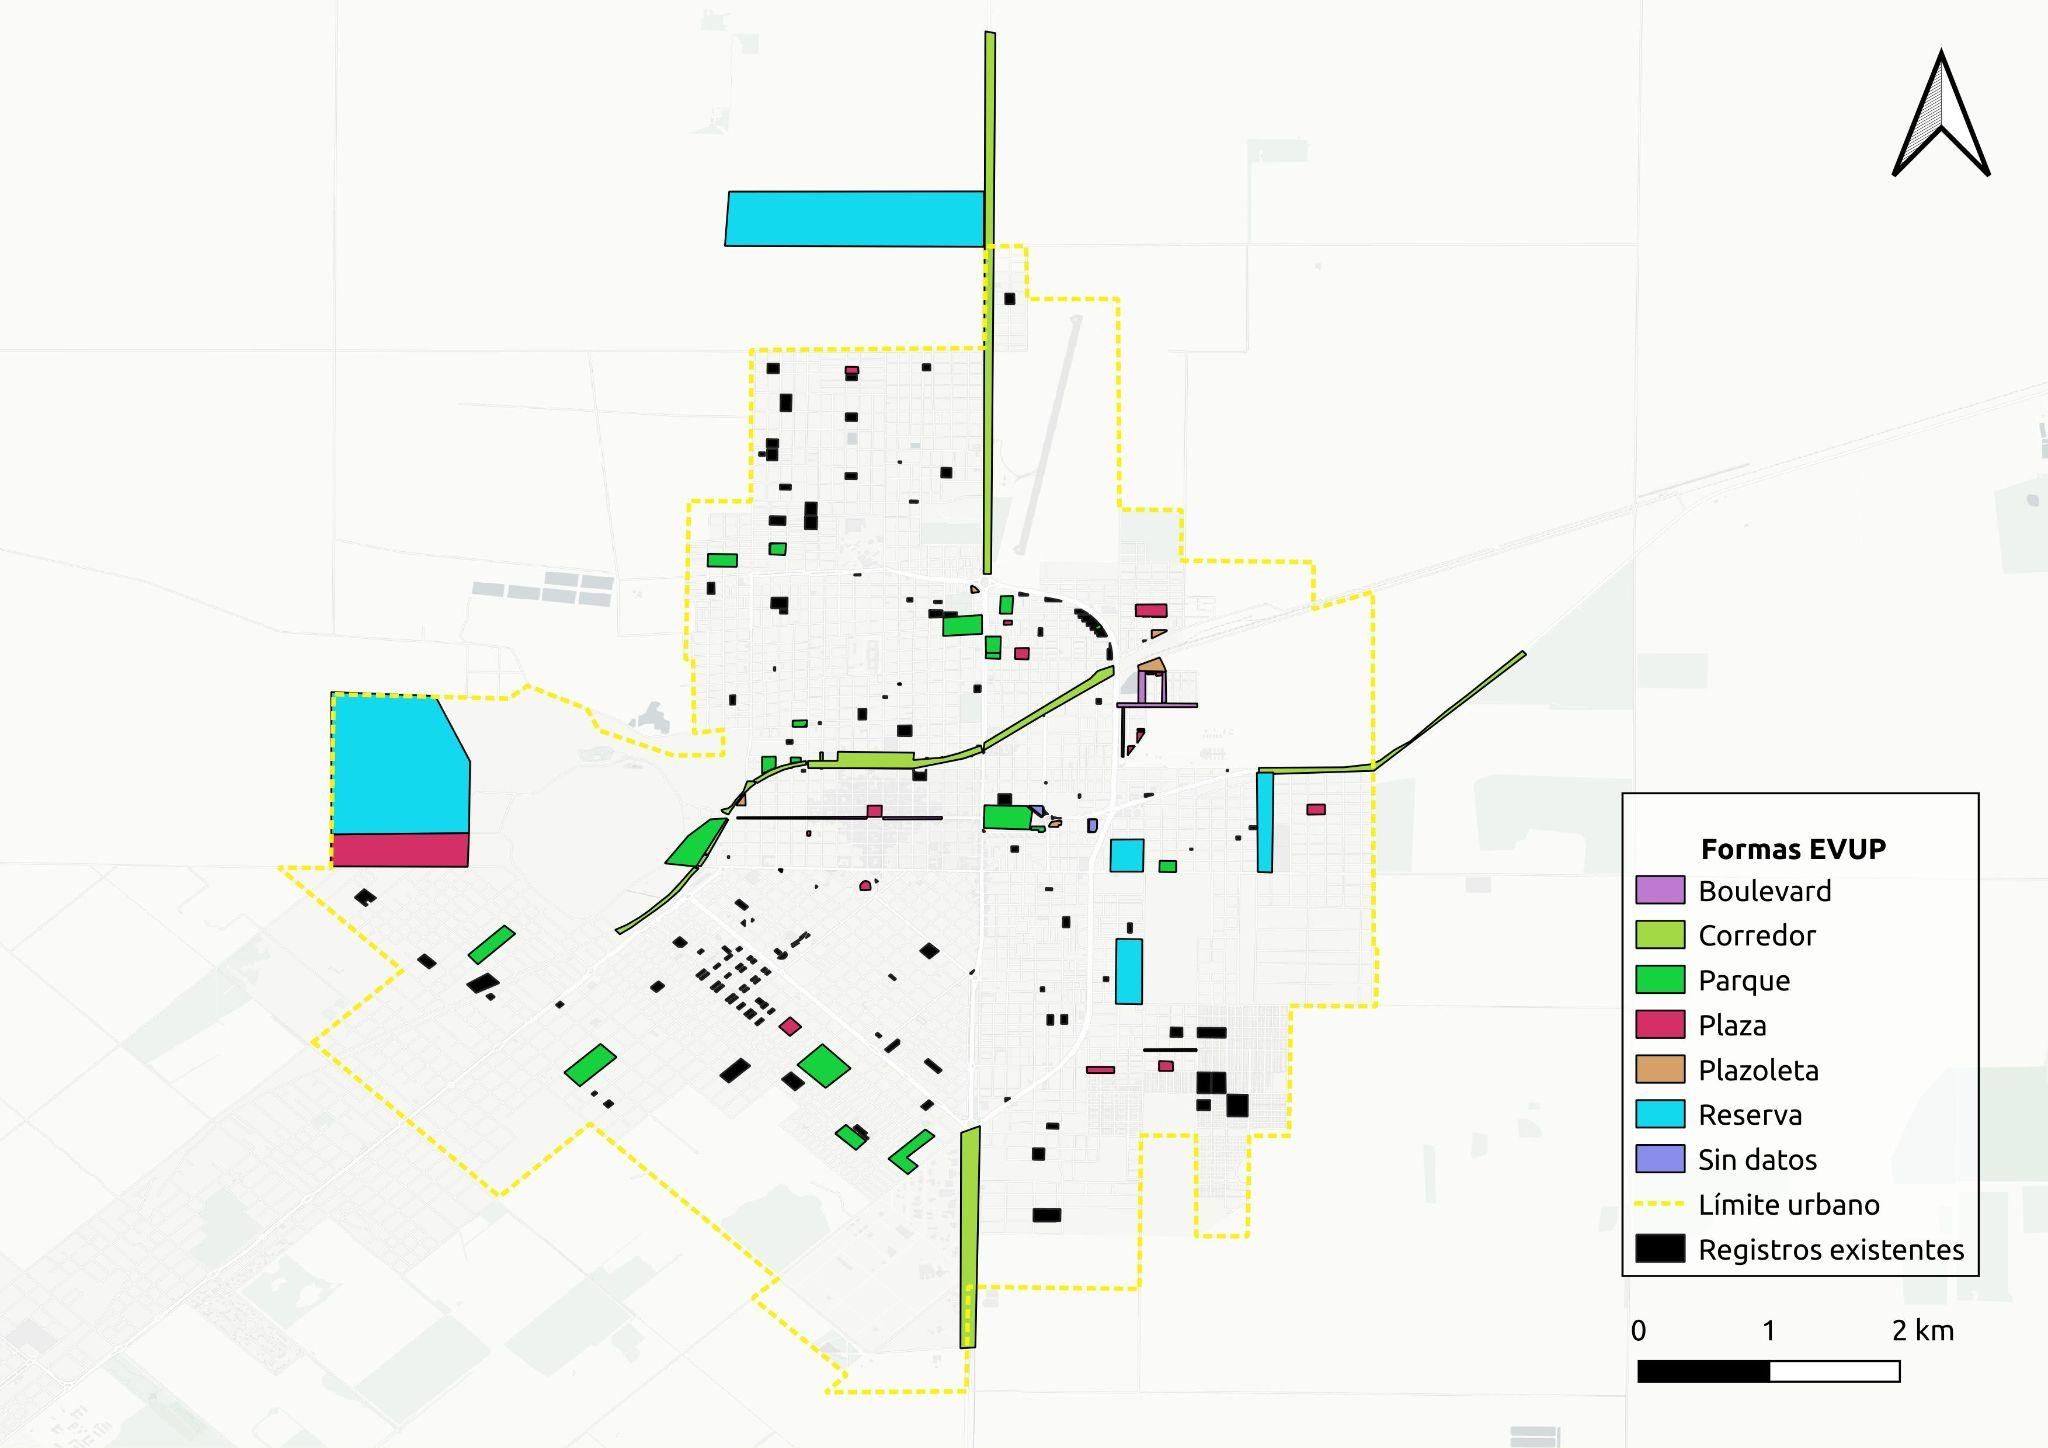 Formas EVUP
Boulevard
Corredor
Parque
Plaza
Plazoleta
Reserva
Sin datos
Límite urbano
Registros existentes
0 1 2 km